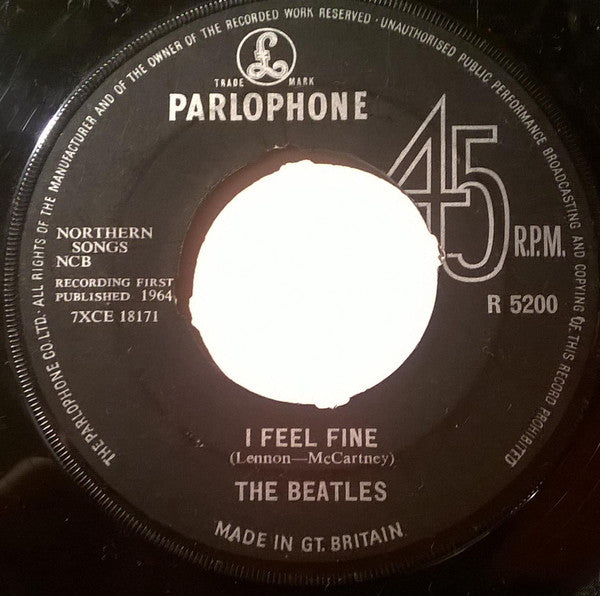 THE PARLOPHONE CO. LTD. · ALL RIGHTS OF THE MANUFACTURER AND OF THE OWNER OF THE RECORDED WORK RESERVED · UNAUTHORISED PUBLIC PERFORMANCE BROADCASTING AND COPYING OF THIS RECORD PROHIBITED
£
TRADE MARK
PARLOPHONE
45
R.P.M.
NORTHERN
SONGS
NCB
RECORDING FIRST
PUBLISHED 1964
7XCE 18171
R 5200
I FEEL FINE
(Lennon—McCartney)
THE BEATLES
MADE IN GT. BRITAIN